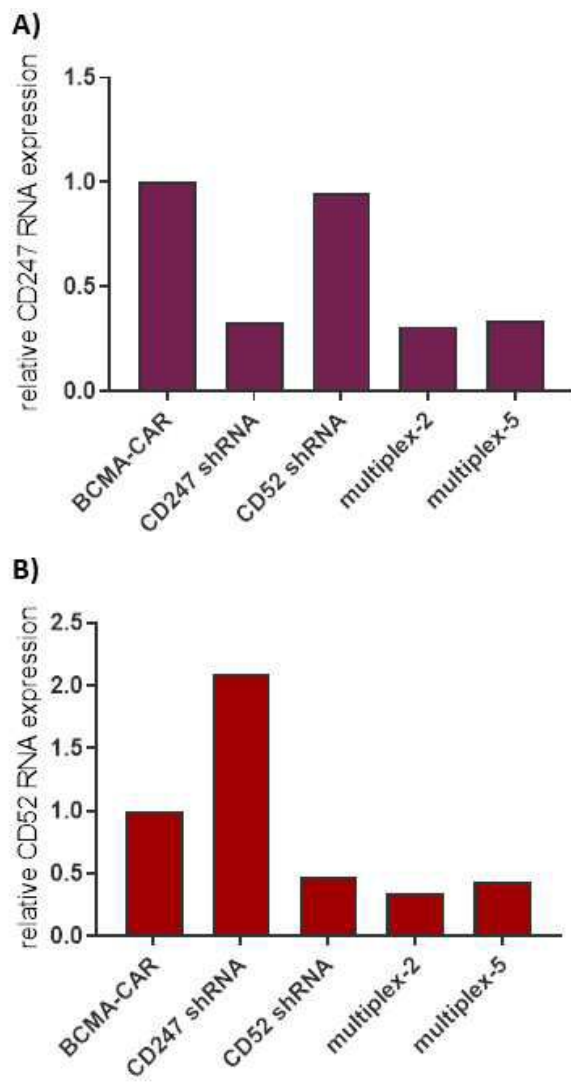 A)
relative CD247 RNA expression
1.5
1.0
0.5
0.0
BCMA-CAR
CD247 shRNA
CD52 shRNA
multiplex-2
multiplex-5
B)
relative CD52 RNA expression
2.5
2.0
1.5
1.0
0.5
0.0
BCMA-CAR
CD247 shRNA
CD52 shRNA
multiplex-2
multiplex-5